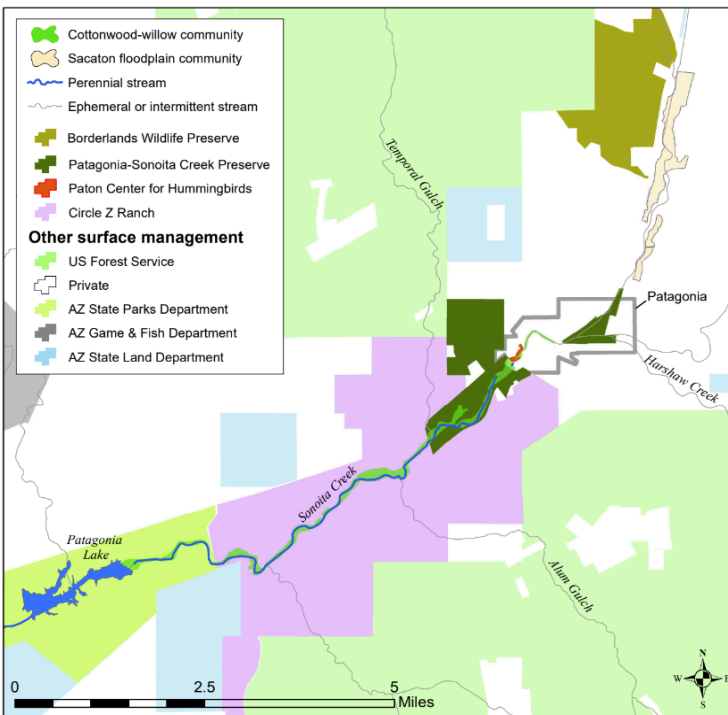 Cottonwood-willow community
Sacaton floodplain community
Perennial stream
Ephemeral or intermittent stream
Borderlands Wildlife Preserve
Patagonia-Sonoita Creek Preserve
Paton Center for Hummingbirds
Circle Z Ranch
Other surface management
US Forest Service
Private
AZ State Parks Department
AZ Game & Fish Department
AZ State Land Department
Temporal Gulch
Patagonia
Harshaw Creek
Sonoita Creek
Patagonia
Lake
Alum Gulch
0 2.5 5
Miles
N
W E
S